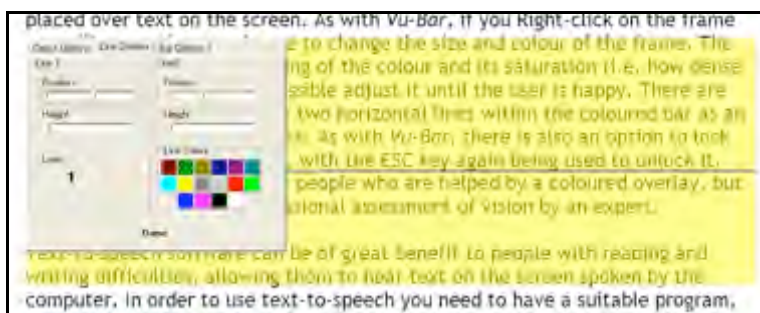 placed over text on the screen. As with Vu-Bar, if you Right-click on the frame
e to change the size and colour of the frame. The
ng of the colour and its saturation (i.e. how dense
ssible adjust it until the user is happy. There are
two horizontal lines within the coloured bar as an
. As with Vu-Bar, there is also an option to lock
with the ESC key again being used to unlock it.
people who are helped by a coloured overlay, but
sional assessment of vision by an expert.
Position
Height
Height
Lines
1
Line Colour
Text-to-speech software can be of great benefit to people with reading and
writing difficulties, allowing them to hear text on the screen spoken by the
computer. In order to use text-to-speech you need to have a suitable program,